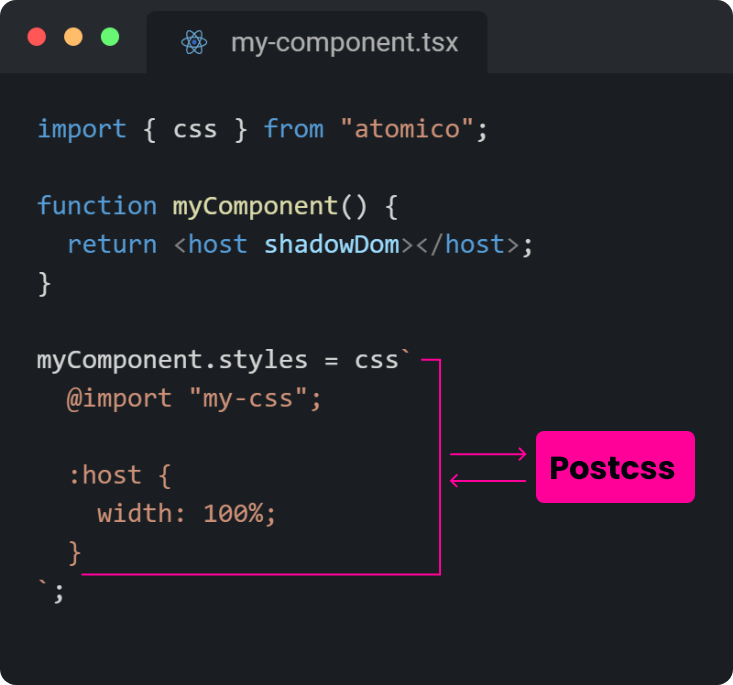 my-component.tsx
import { css } from "atomico";
function myComponent() {
  return <host shadowDom></host>;
}
myComponent.styles = css`
  @import "my-css";
  :host {
    width: 100%;
  }
`;
Postcss